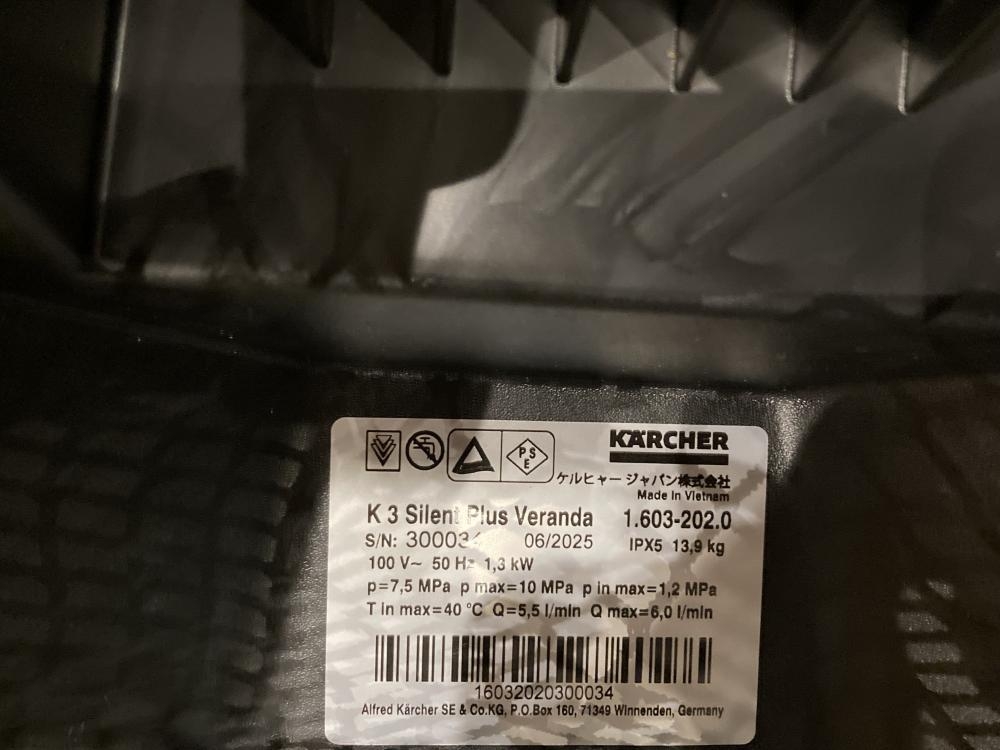 KÄRCHER
PS
E
ケルヒャー ジャパン株式会社
Made in Vietnam
K 3 Silent Plus Veranda 1.603-202.0
S/N: 300034 06/2025 IPX5 13,9 kg
100 V~ 50 Hz 1,3 kW
p=7,5 MPa p max=10 MPa p in max=1,2 MPa
T in max=40 °C Q=5,5 l/min Q max=6,0 l/min
16032020300034
Alfred Kärcher SE & Co.KG, P.O.Box 160, 71349 Winnenden, Germany